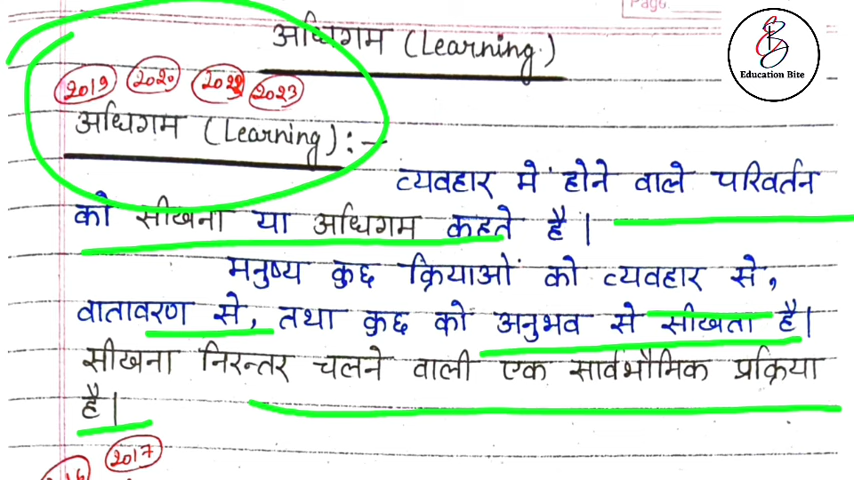 Page
अधिगम (Learning)
Education Bite
2019 2020 2022 2023
अधिगम (Learning) :-
व्यवहार में होने वाले परिवर्तन
को सीखना या अधिगम कहते है।
मनुष्य कुछ क्रियाओं को व्यवहार से,
वातावरण से, तथा कुछ को अनुभव से सीखता है।
सीखना निरन्तर चलने वाली एक सार्वभौमिक प्रक्रिया
है।
2017